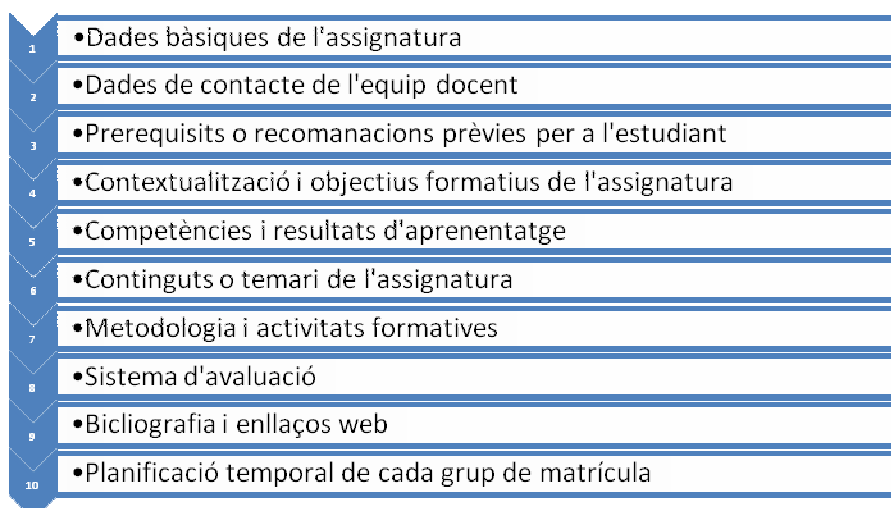 1 •Dades bàsiques de l'assignatura
2 •Dades de contacte de l'equip docent
3 •Prerequisits o recomanacions prèvies per a l'estudiant
4 •Contextualització i objectius formatius de l'assignatura
5 •Competències i resultats d'aprenentatge
6 •Continguts o temari de l'assignatura
7 •Metodologia i activitats formatives
8 •Sistema d'avaluació
9 •Bicliografia i enllaços web
10 •Planificació temporal de cada grup de matrícula